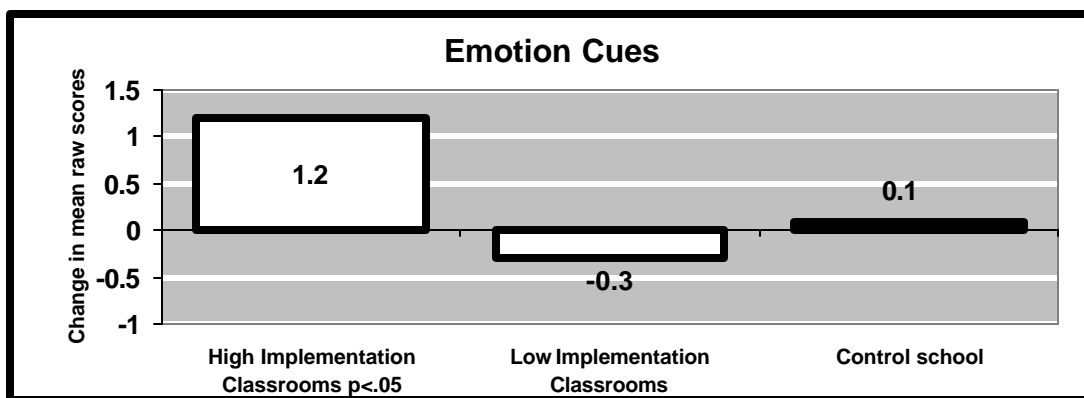 Emotion Cues
Change in mean raw scores
1.5
1
0.5
0
-0.5
-1
1.2
-0.3
0.1
High Implementation
Classrooms p<.05
Low Implementation
Classrooms
Control school